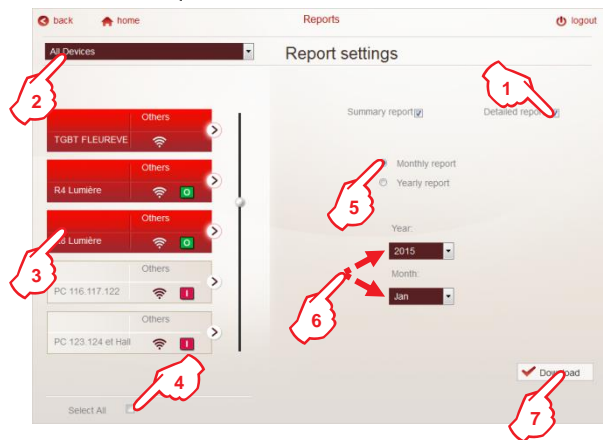 back home Reports logout
All Devices
Report settings
1
2
Others
TGBT FLEUREVE
Summary report Detailed report
Others
R4 Lumière O
Monthly report
Yearly report
5
Others
Lumière O
3
Year:
2015
Month:
Jan
6
Others
PC 116.117.122 I
Others
PC 123.124 et Hall I
4
Select All
Download
7